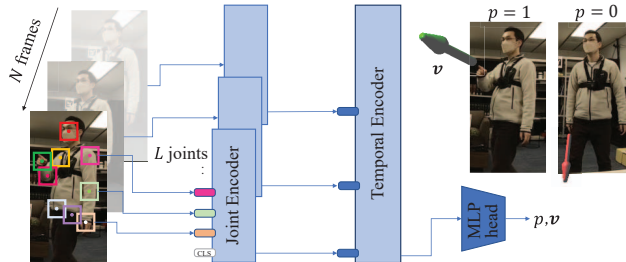 N frames
L joints
:
CLS
Joint Encoder
Temporal Encoder
MLP
head
p,v
v
p = 1
p = 0